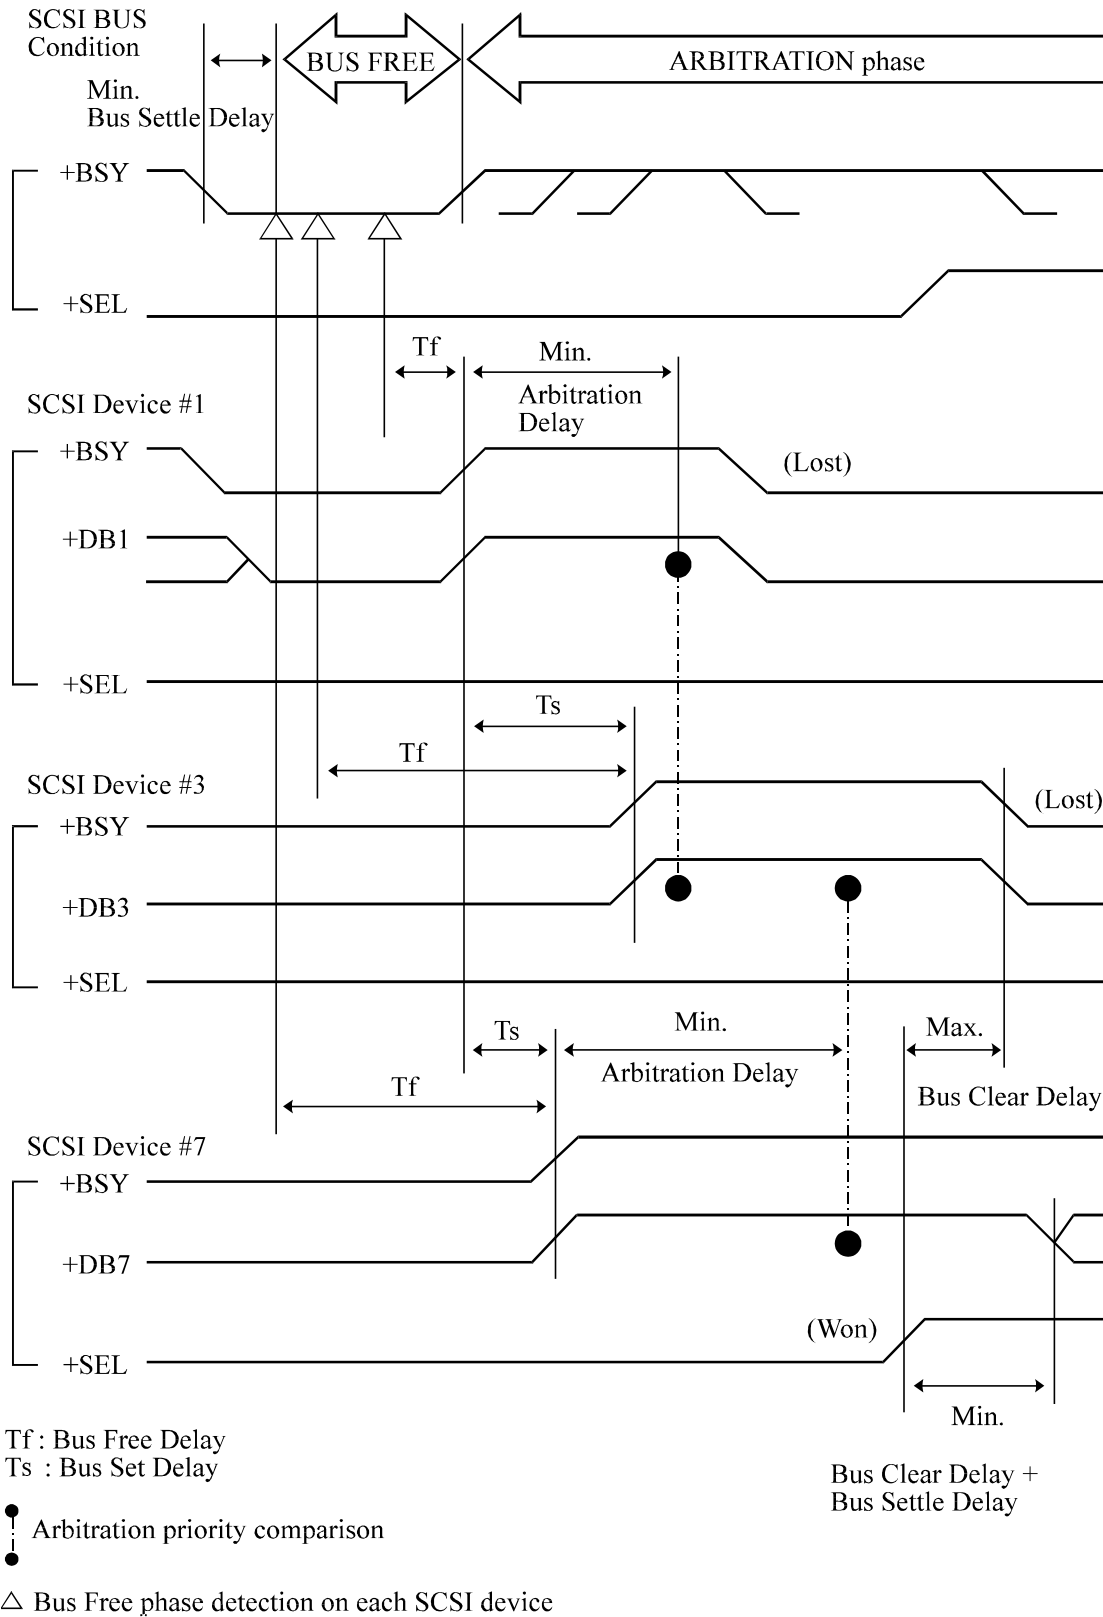 SCSI BUS
Condition
BUS FREE
ARBITRATION phase
Min.
Bus Settle Delay
+BSY
+SEL
Tf
Min.
Arbitration
Delay
SCSI Device #1
+BSY
(Lost)
+DB1
+SEL
Ts
Tf
SCSI Device #3
(Lost)
+BSY
+DB3
+SEL
Ts
Min.
Max.
Arbitration Delay
Tf
Bus Clear Delay
SCSI Device #7
+BSY
+DB7
(Won)
+SEL
Min.
Tf : Bus Free Delay
Ts : Bus Set Delay
Bus Clear Delay +
Bus Settle Delay
Arbitration priority comparison
Bus Free phase detection on each SCSI device